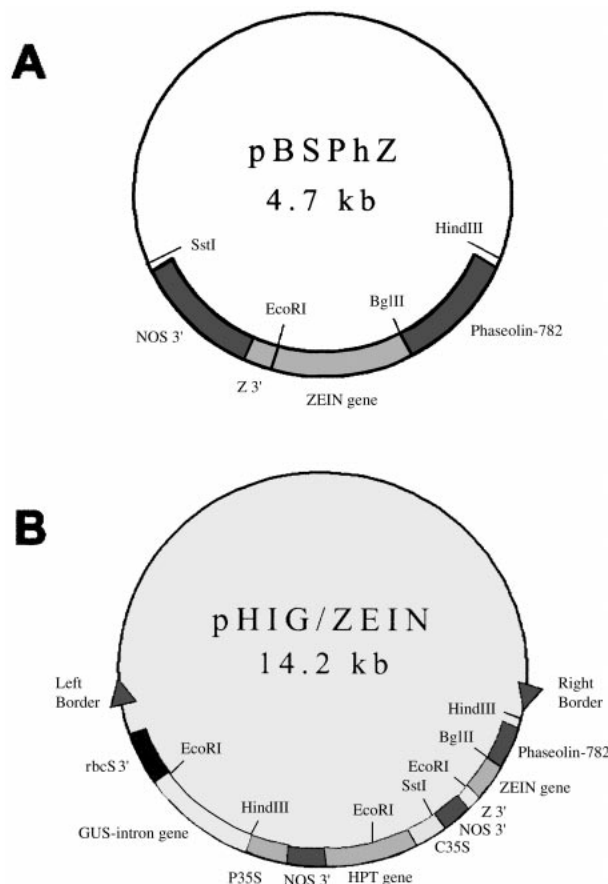 A
pBSPhZ
4.7 kb
HindIII
SstI
EcoRI
BglII
NOS 3'
Phaseolin-782
Z 3'
ZEIN gene
B
pHIG/ZEIN
14.2 kb
Left
Border
Right
Border
HindIII
BglII
Phaseolin-782
EcoRI
EcoRI
rbcS 3'
SstI
ZEIN gene
HindIII
EcoRI
Z 3'
NOS 3'
GUS-intron gene
C35S
P35S
NOS 3'
HPT gene